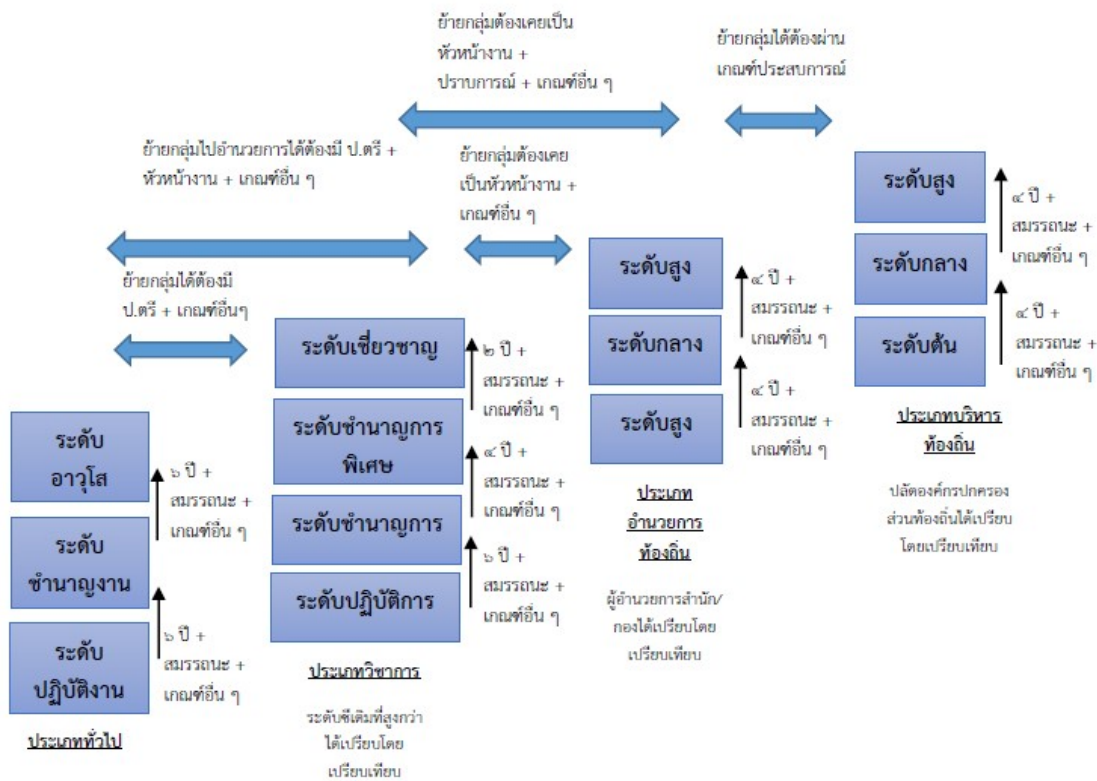 ย้ายกลุ่มต้องเคยเป็น
หัวหน้างาน +
ปราบการณ์ + เกณฑ์อื่น ๆ
ย้ายกลุ่มได้ต้องผ่าน
เกณฑ์ประสบการณ์
ย้ายกลุ่มไปอำนวยการได้ต้องมี ป.ตรี +
หัวหน้างาน + เกณฑ์อื่น ๆ
ย้ายกลุ่มต้องเคย
เป็นหัวหน้างาน +
เกณฑ์อื่น ๆ
ย้ายกลุ่มได้ต้องมี
ป.ตรี + เกณฑ์อื่นๆ
ระดับ
อาวุโส
ระดับ
ชำนาญงาน
ระดับ
ปฏิบัติงาน
๖ ปี +
สมรรถนะ +
เกณฑ์อื่น ๆ
๖ ปี +
สมรรถนะ +
เกณฑ์อื่น ๆ
ประเภททั่วไป
ระดับเชี่ยวชาญ
ระดับชำนาญการ
พิเศษ
ระดับชำนาญการ
ระดับปฏิบัติการ
๒ ปี +
สมรรถนะ +
เกณฑ์อื่น ๆ
๔ ปี +
สมรรถนะ +
เกณฑ์อื่น ๆ
๖ ปี +
สมรรถนะ +
เกณฑ์อื่น ๆ
ประเภทวิชาการ
ระดับซีเดิมที่สูงกว่า
ได้เปรียบโดย
เปรียบเทียบ
ระดับสูง
ระดับกลาง
ระดับสูง
๔ ปี +
สมรรถนะ +
เกณฑ์อื่น ๆ
๔ ปี +
สมรรถนะ +
เกณฑ์อื่น ๆ
ประเภท
อำนวยการ
ท้องถิ่น
ผู้อำนวยการสำนัก/
กองได้เปรียบโดย
เปรียบเทียบ
ระดับสูง
ระดับกลาง
ระดับต้น
๔ ปี +
สมรรถนะ +
เกณฑ์อื่น ๆ
๔ ปี +
สมรรถนะ +
เกณฑ์อื่น ๆ
ประเภทบริหาร
ท้องถิ่น
ปลัดองค์กรปกครอง
ส่วนท้องถิ่นได้เปรียบ
โดยเปรียบเทียบ